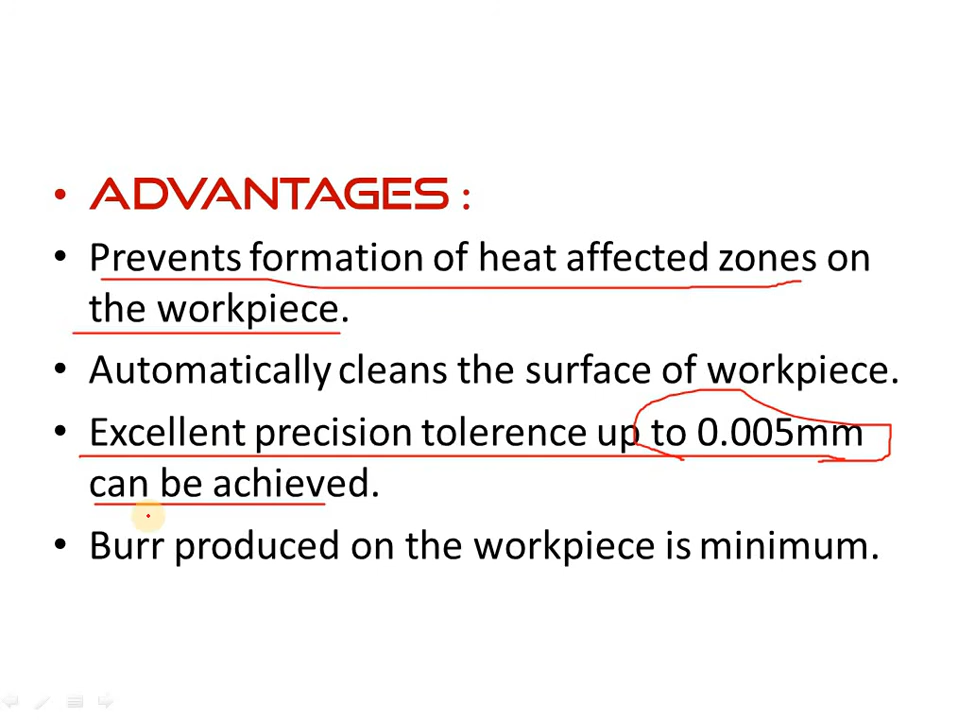 • ADVANTAGES :
• Prevents formation of heat affected zones on
the workpiece.
• Automatically cleans the surface of workpiece.
• Excellent precision tolerence up to 0.005mm
can be achieved.
• Burr produced on the workpiece is minimum.